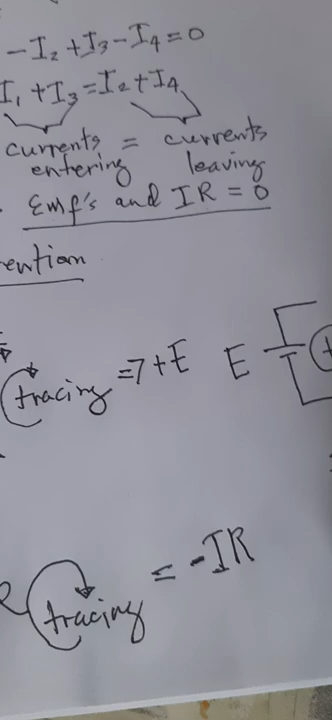 -I₂ +I₃-I₄=0
I₁ +I₃=I₂+I₄
currents = currents
entering leaving
Emf's and IR = 0
tracing =7+E E
tracing = -IR